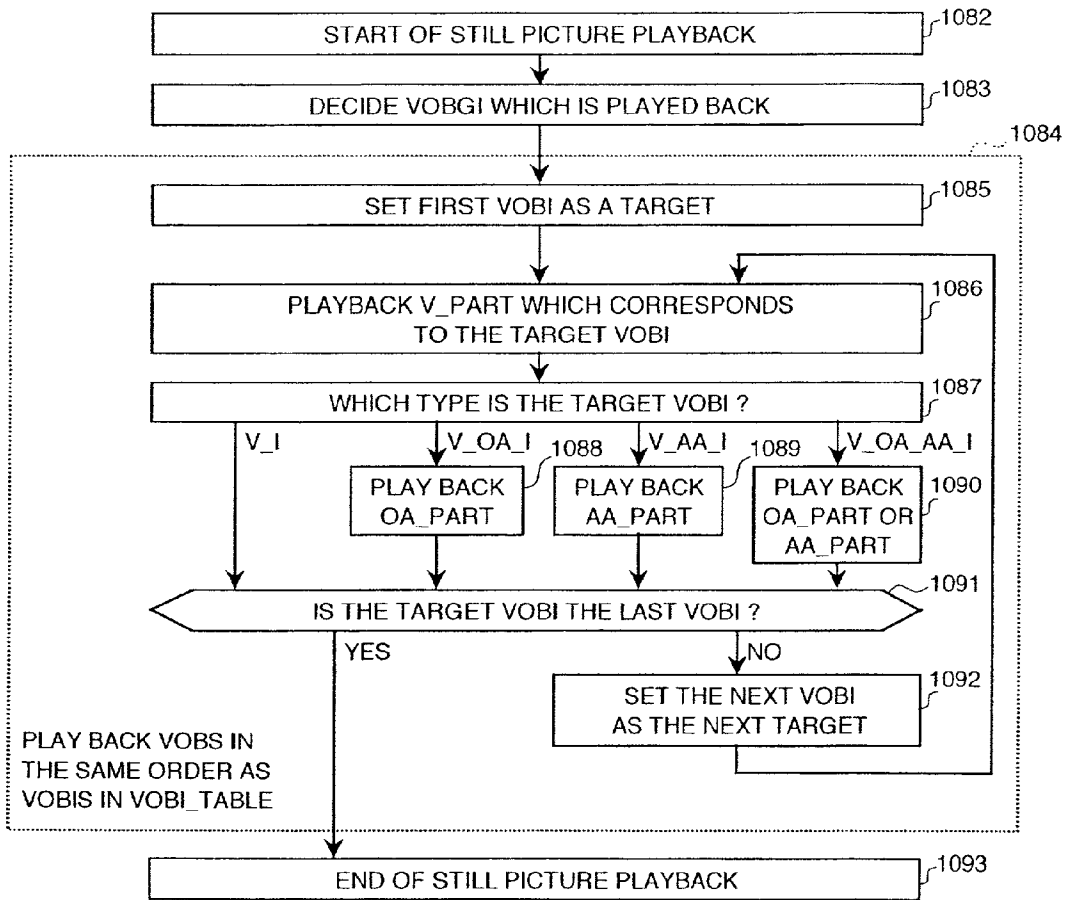 1082
START OF STILL PICTURE PLAYBACK
1083
DECIDE VOBGI WHICH IS PLAYED BACK
1084
1085
SET FIRST VOBI AS A TARGET
1086
PLAYBACK V_PART WHICH CORRESPONDS
TO THE TARGET VOBI
1087
WHICH TYPE IS THE TARGET VOBI ?
V_I
V_OA_I
V_AA_I
V_OA_AA_I
1088
PLAY BACK
OA_PART
1089
PLAY BACK
AA_PART
1090
PLAY BACK
OA_PART OR
AA_PART
1091
IS THE TARGET VOBI THE LAST VOBI ?
YES
NO
1092
SET THE NEXT VOBI
AS THE NEXT TARGET
PLAY BACK VOBS IN
THE SAME ORDER AS
VOBIS IN VOBI_TABLE
1093
END OF STILL PICTURE PLAYBACK